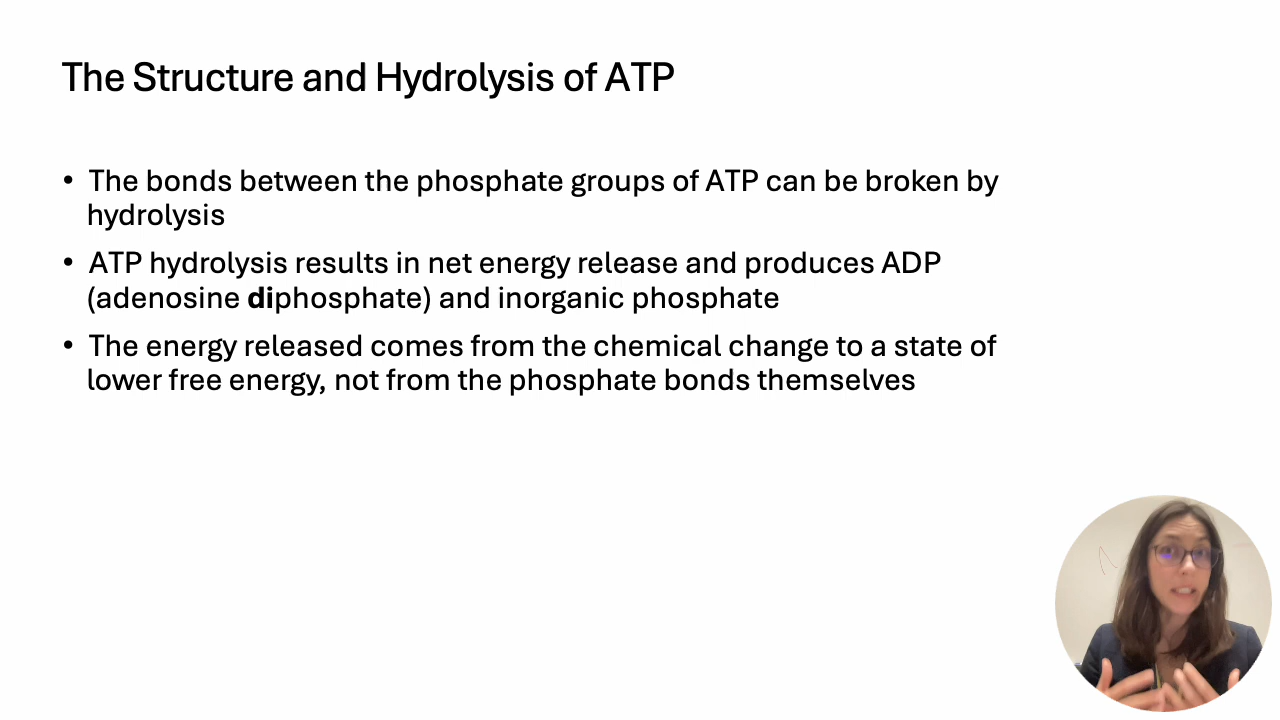 The Structure and Hydrolysis of ATP
• The bonds between the phosphate groups of ATP can be broken by
hydrolysis
• ATP hydrolysis results in net energy release and produces ADP
(adenosine diphosphate) and inorganic phosphate
• The energy released comes from the chemical change to a state of
lower free energy, not from the phosphate bonds themselves